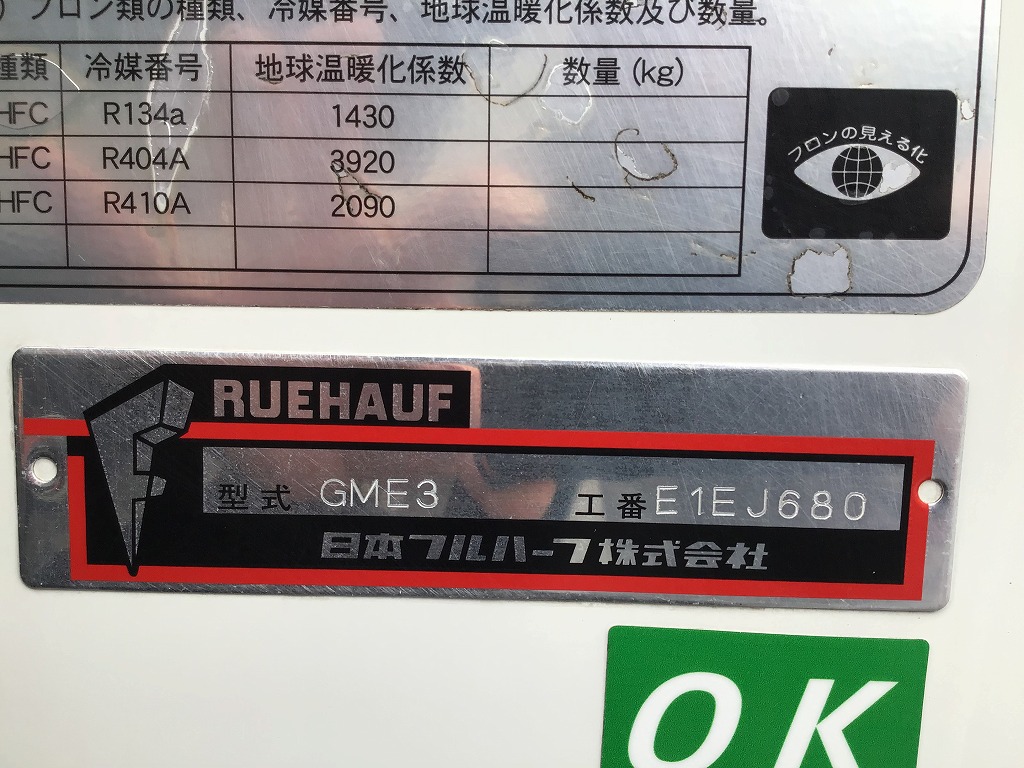 フロン類の種類、冷媒番号、地球温暖化係数及び数量。
種類 冷媒番号 地球温暖化係数 数量 (kg)
HFC R134a 1430
HFC R404A 3920
HFC R410A 2090
フロンの見える化
FRUEHAUF
型式 GME3 工番 E1EJ680
日本フルハーフ株式会社
OK